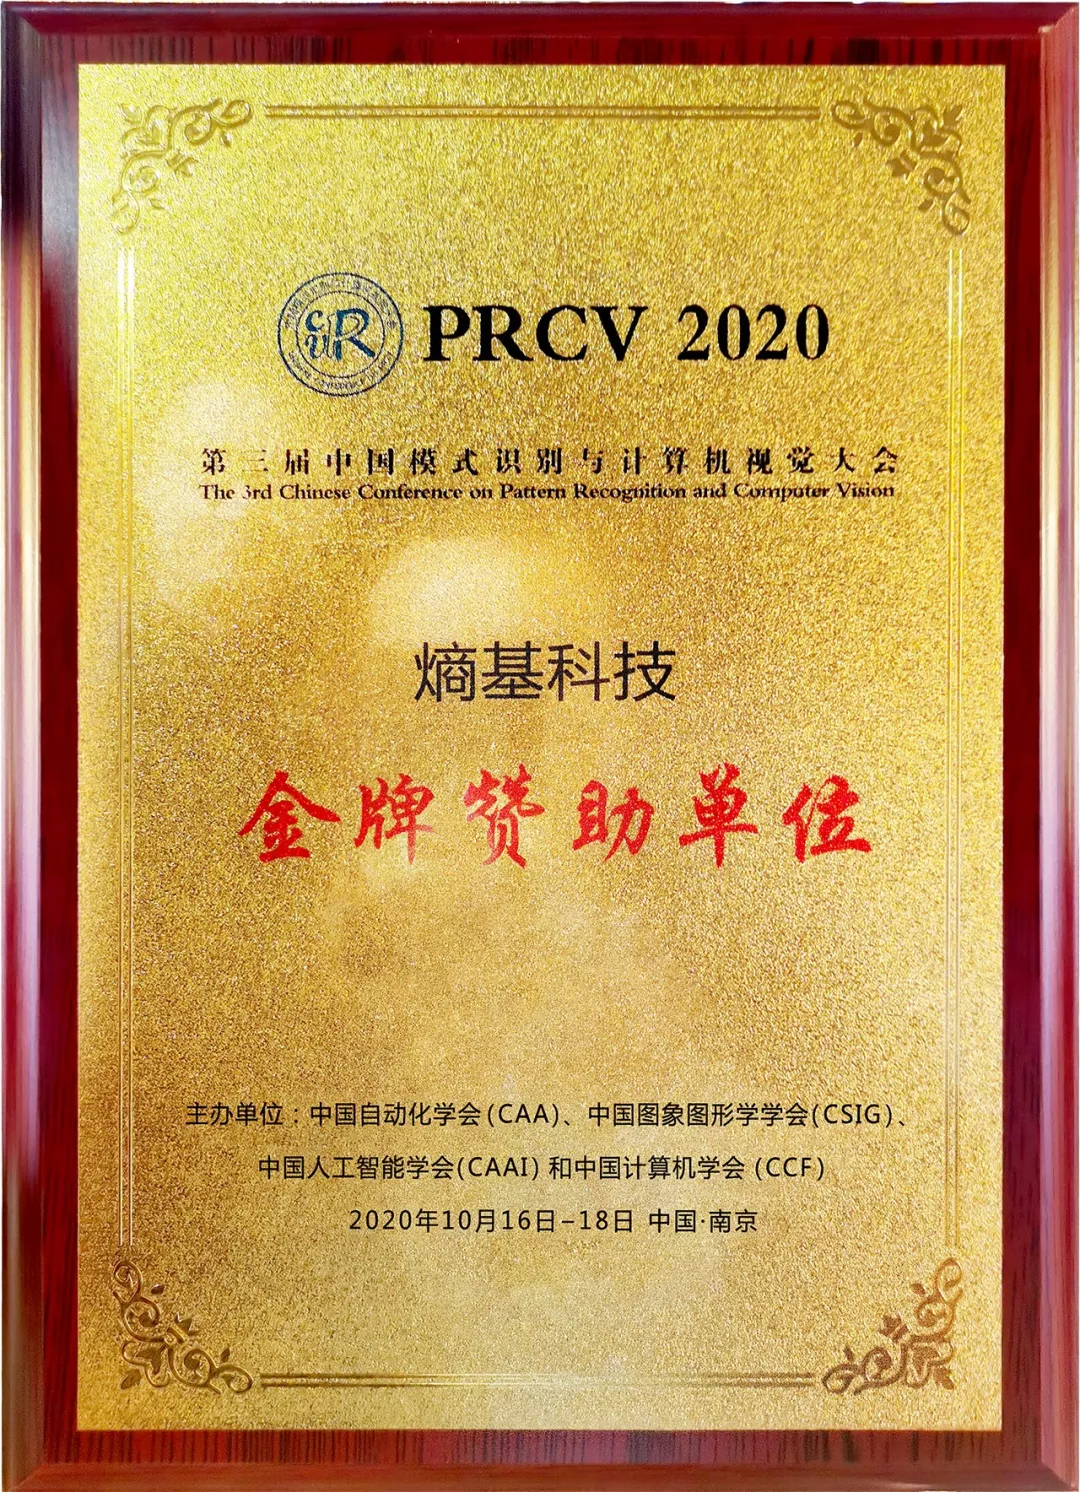 PRCV 2020
第三届中国模式识别与计算机视觉大会
The 3rd Chinese Conference on Pattern Recognition and Computer Vision
熵基科技
金牌赞助单位
主办单位：中国自动化学会(CAA)、中国图象图形学学会(CSIG)、
中国人工智能学会(CAAI) 和中国计算机学会 (CCF)
2020年10月16日–18日 中国·南京